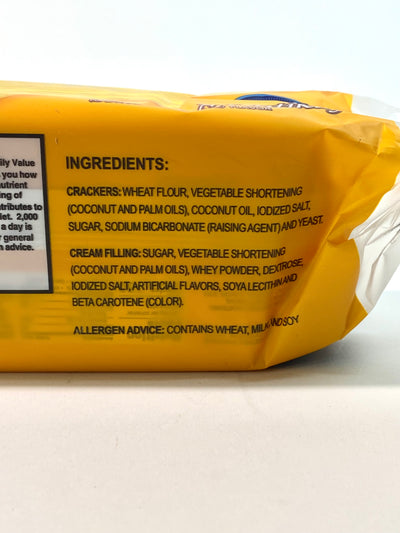 ily Value
you how
nutrient
ng of
ntributes to
iet. 2,000
a day is
general
n advice.
INGREDIENTS:
CRACKERS: WHEAT FLOUR, VEGETABLE SHORTENING
(COCONUT AND PALM OILS), COCONUT OIL, IODIZED SALT,
SUGAR, SODIUM BICARBONATE (RAISING AGENT) AND YEAST.
CREAM FILLING: SUGAR, VEGETABLE SHORTENING
(COCONUT AND PALM OILS), WHEY POWDER, DEXTROSE,
IODIZED SALT, ARTIFICIAL FLAVORS, SOYA LECITHIN AND
BETA CAROTENE (COLOR).
ALLERGEN ADVICE: CONTAINS WHEAT, MILK AND SOY.